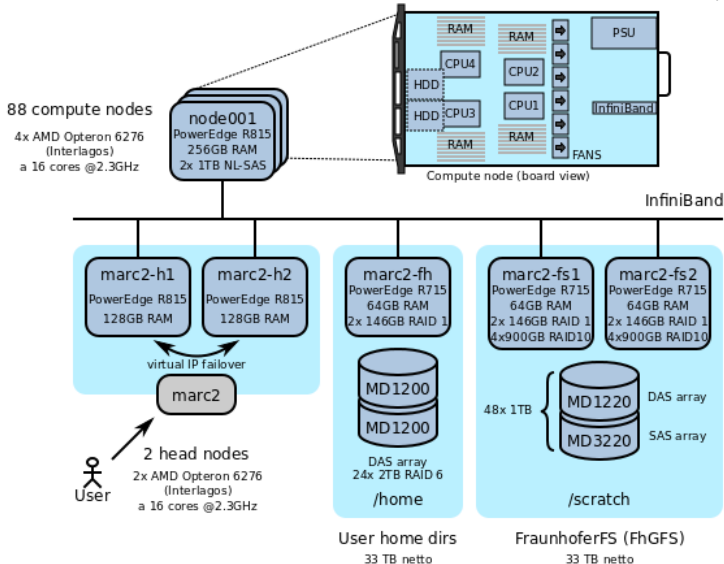 88 compute nodes
4x AMD Opteron 6276
(Interlagos)
a 16 cores @2.3GHz
node001
PowerEdge R815
256GB RAM
2x 1TB NL-SAS
RAM
RAM
PSU
CPU4
CPU2
HDD
HDD
CPU3
CPU1
InfiniBand
RAM
RAM
FANS
Compute node (board view)
InfiniBand
marc2-h1
PowerEdge R815
128GB RAM
marc2-h2
PowerEdge R815
128GB RAM
virtual IP failover
marc2
User
2 head nodes
2x AMD Opteron 6276
(Interlagos)
a 16 cores @2.3GHz
marc2-fh
PowerEdge R715
64GB RAM
2x 146GB RAID 1
MD1200
MD1200
DAS array
24x 2TB RAID 6
/home
User home dirs
33 TB netto
marc2-fs1
PowerEdge R715
64GB RAM
2x 146GB RAID 1
4x900GB RAID10
marc2-fs2
PowerEdge R715
64GB RAM
2x 146GB RAID 1
4x900GB RAID10
48x 1TB
MD1220
DAS array
MD3220
SAS array
/scratch
FraunhoferFS (FhGFS)
33 TB netto